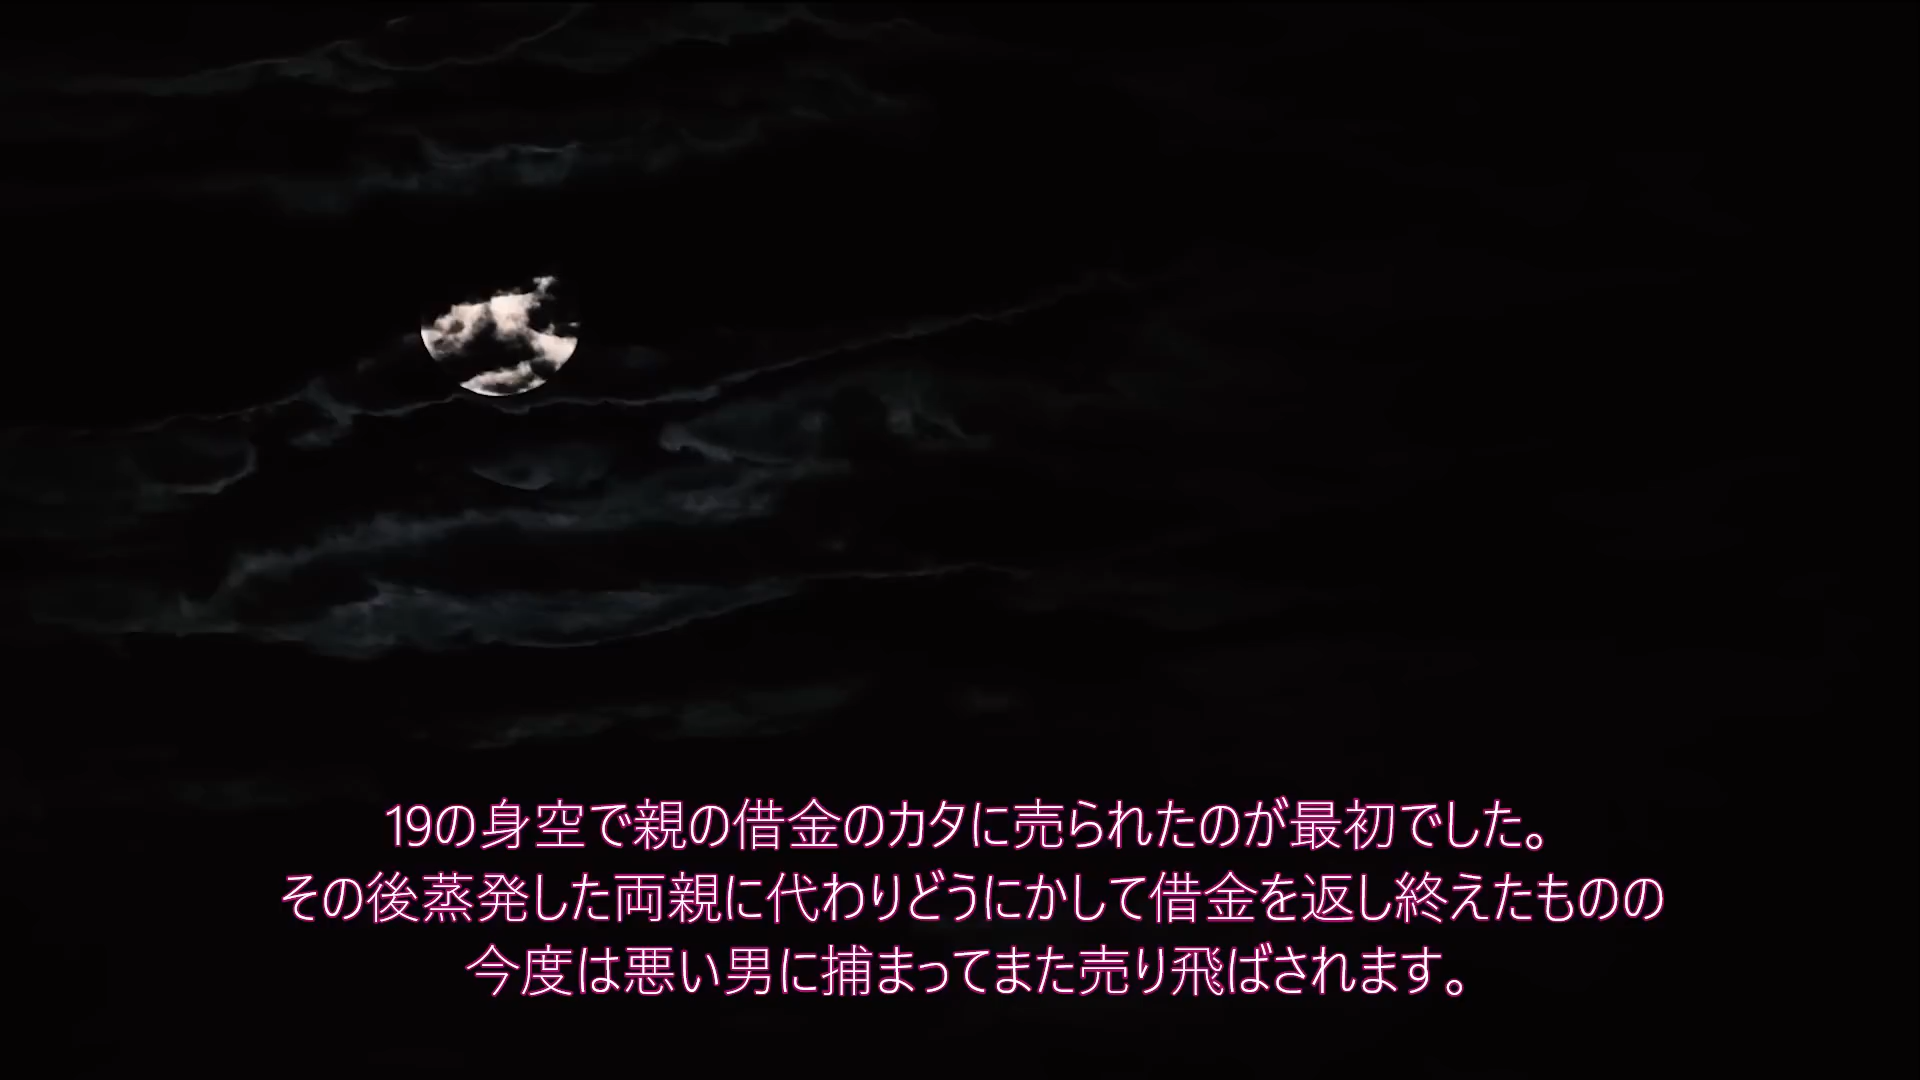 19の身空で親の借金のカタに売られたのが最初でした。
その後蒸発した両親に代わりどうにかして借金を返し終えたものの
今度は悪い男に捕まってまた売り飛ばされます。